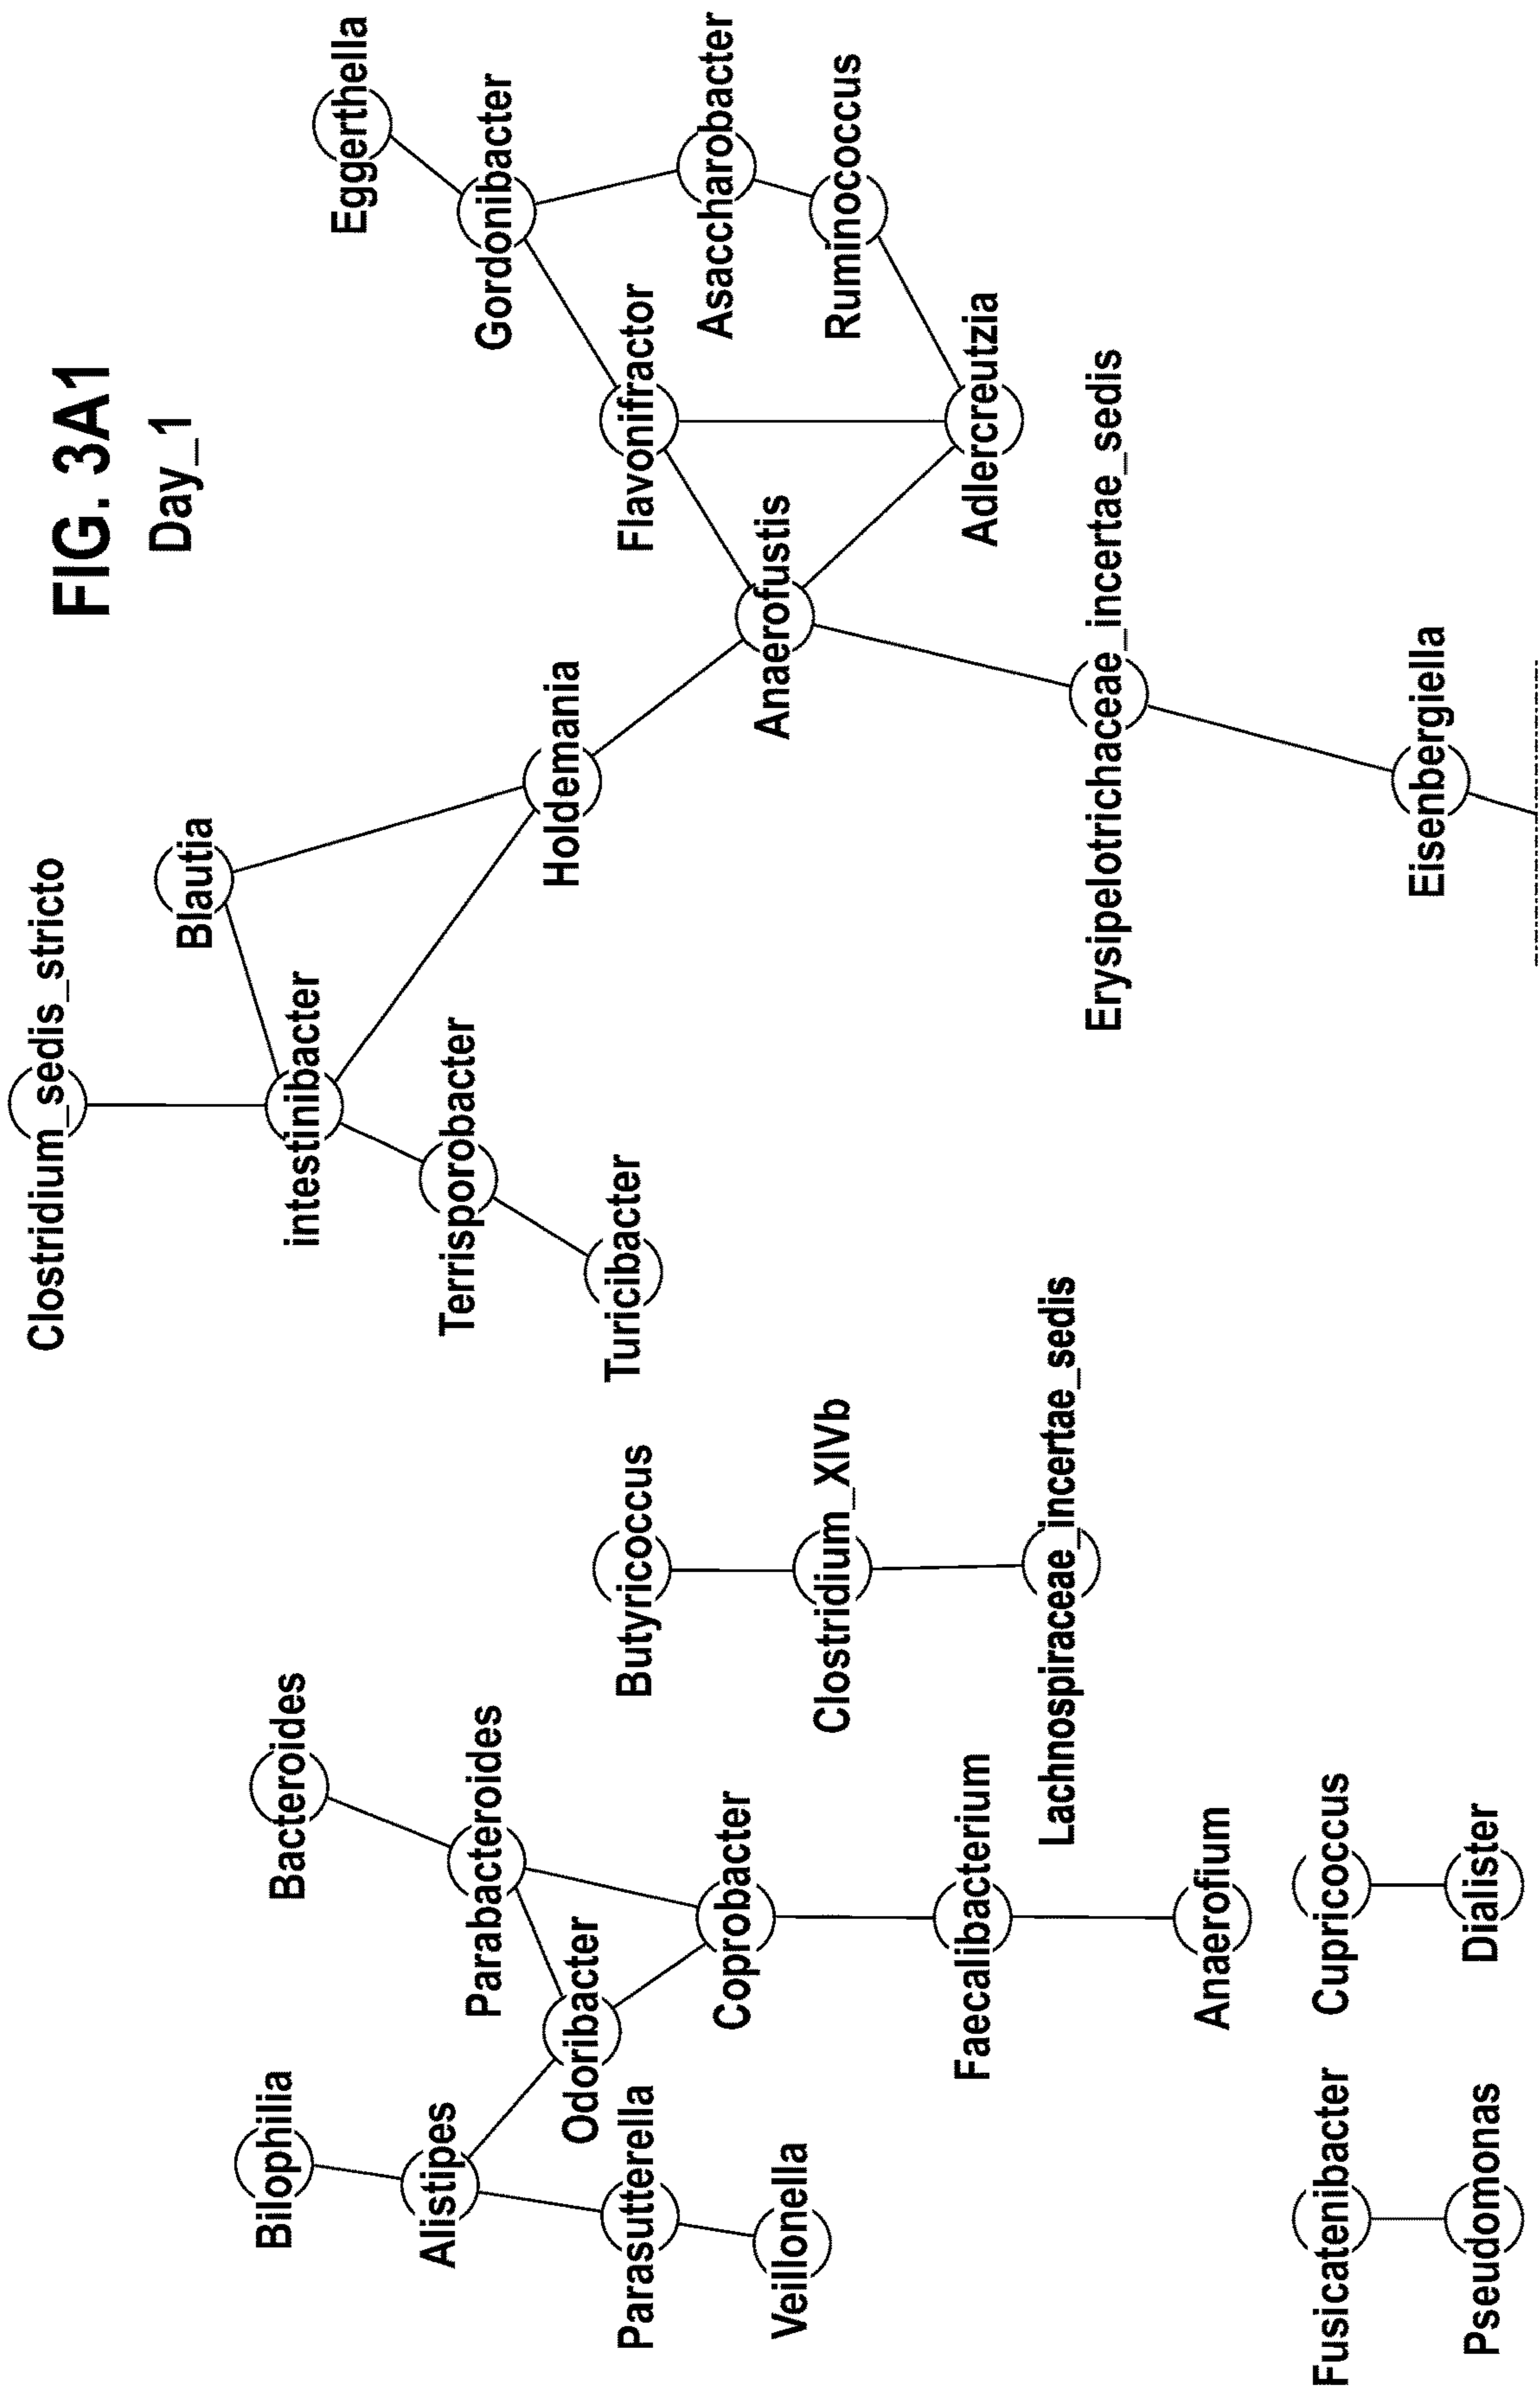 FIG. 3A1
Day_1
Clostridium_sedis_stricto
Blautia
intestinibacter
Terrisporobacter
Turicibacter
Holdemania
Eggerthella
Gordonibacter
Flavonifractor
Asaccharobacter
Ruminococcus
Anaerofustis
Adlercreutzia
Erysipelotrichaceae_incertae_sedis
Eisenbergiella
Butyricoccus
Clostridium_XIVb
Lachnospiraceae_incertae_sedis
Bacteroides
Parabacteroides
Bilophilia
Alistipes
Odoribacter
Parasutterella
Veillonella
Coprobacter
Faecalibacterium
Anaerofium
Cupricoccus
Dialister
Fusicatenibacter
Pseudomonas